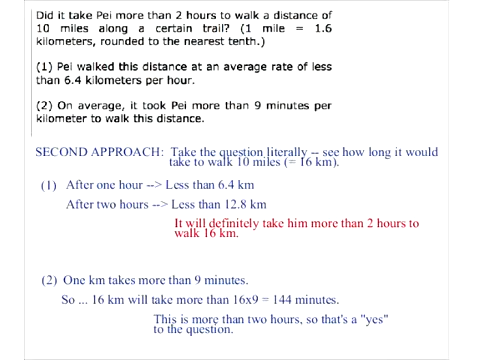 Did it take Pei more than 2 hours to walk a distance of
10 miles along a certain trail? (1 mile = 1.6
kilometers, rounded to the nearest tenth.)
(1) Pei walked this distance at an average rate of less
than 6.4 kilometers per hour.
(2) On average, it took Pei more than 9 minutes per
kilometer to walk this distance.
SECOND APPROACH: Take the question literally -- see how long it would
take to walk 10 miles (= 16 km).
(1) After one hour --> Less than 6.4 km
After two hours --> Less than 12.8 km
It will definitely take him more than 2 hours to
walk 16 km.
(2) One km takes more than 9 minutes.
So ... 16 km will take more than 16x9 = 144 minutes.
This is more than two hours, so that's a "yes"
to the question.